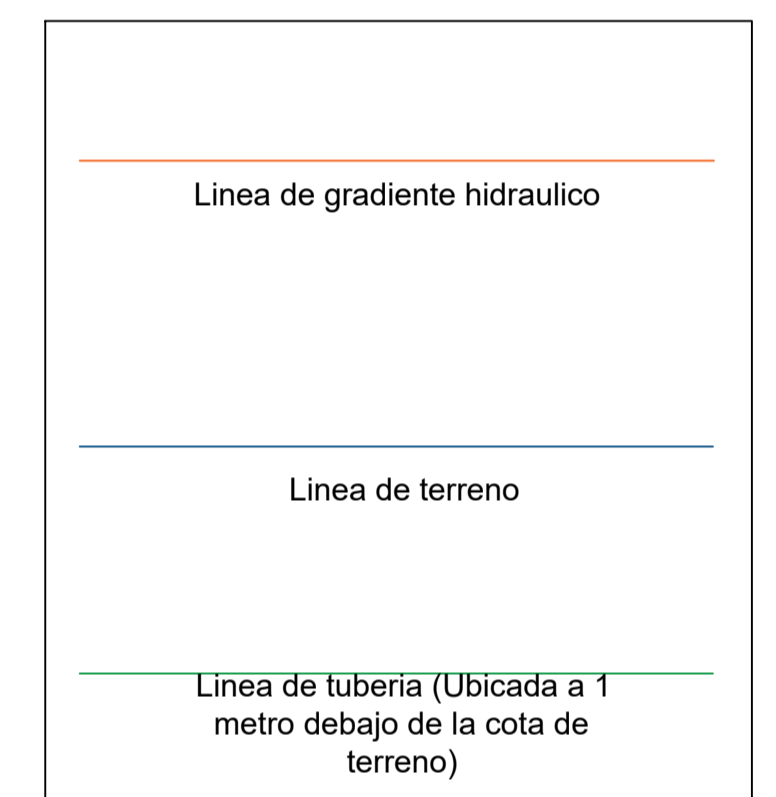 Linea de gradiente hidraulico
Linea de terreno
Linea de tuberia (Ubicada a 1
metro debajo de la cota de
terreno)